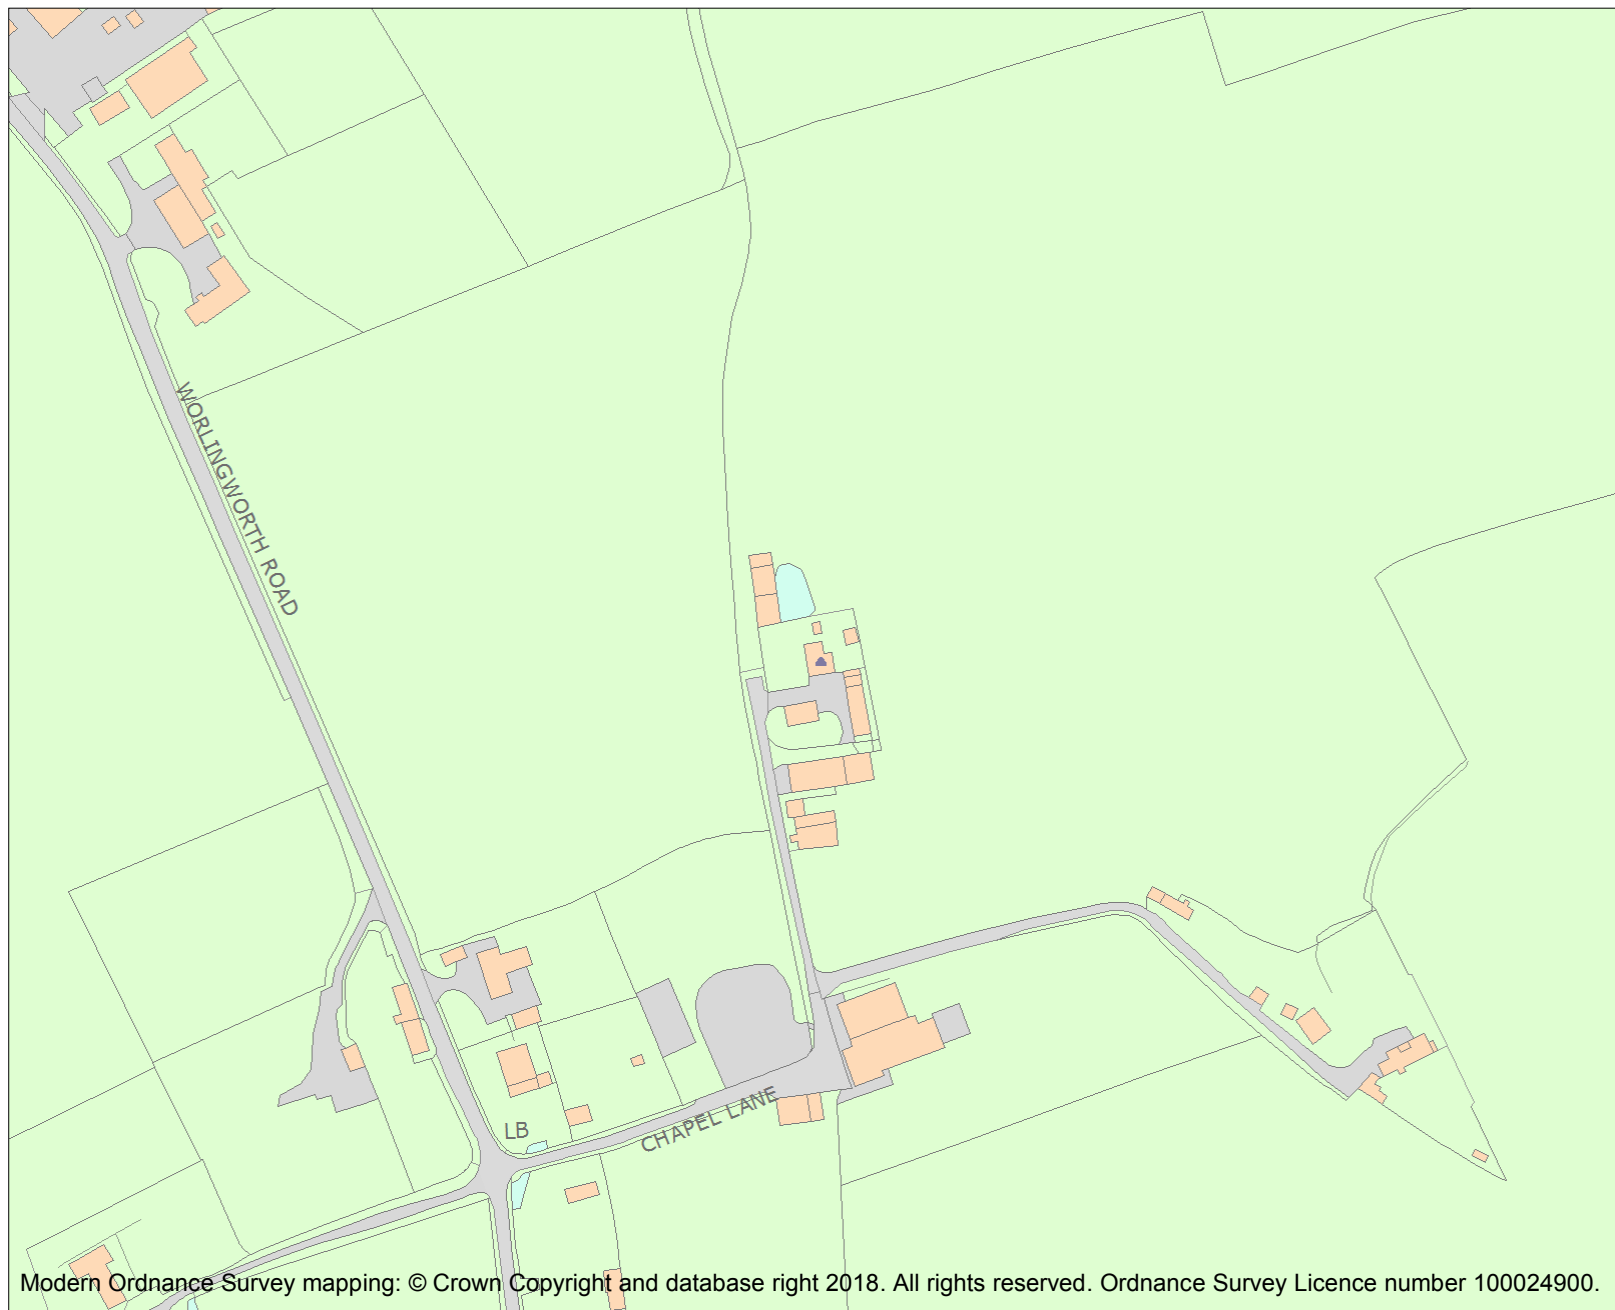 WORLINGWORTH ROAD
LB
CHAPEL LANE
Modern Ordnance Survey mapping: © Crown Copyright and database right 2018. All rights reserved. Ordnance Survey Licence number 100024900.